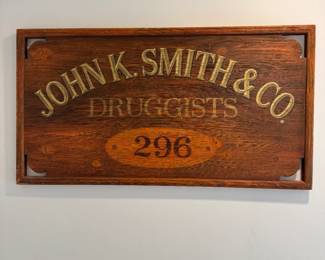 JOHN K. SMITH & CO.
DRUGGISTS
296